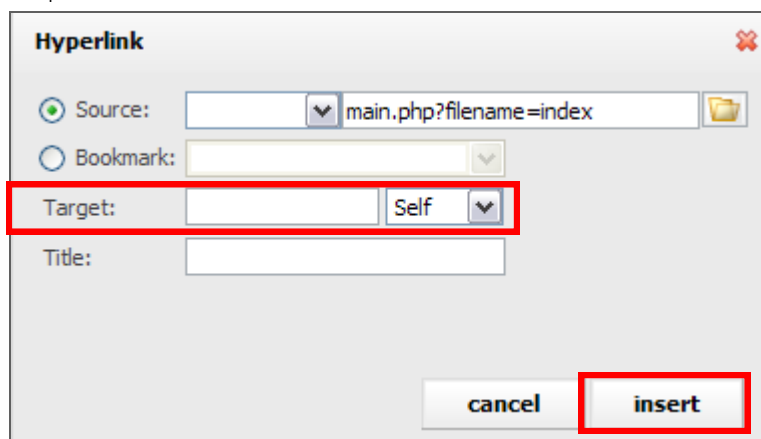 Hyperlink
Source: main.php?filename=index
Bookmark:
Target: Self
Title:
cancel insert